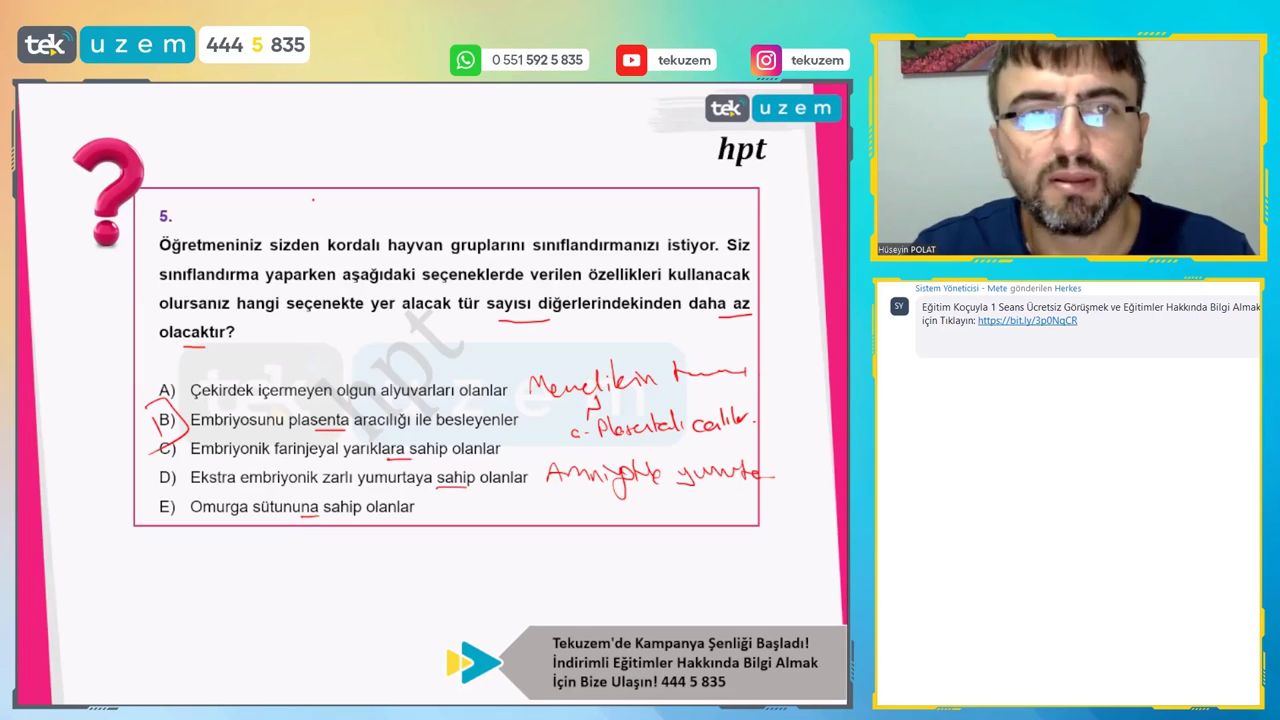 tek uzem 444 5 835
0 551 592 5 835 tekuzem tekuzem
tek uzem
hpt
5.
Öğretmeniniz sizden kordalı hayvan gruplarını sınıflandırmanızı istiyor. Siz
sınıflandırma yaparken aşağıdaki seçeneklerde verilen özellikleri kullanacak
olursanız hangi seçenekte yer alacak tür sayısı diğerlerindekinden daha az
olacaktır?
A) Çekirdek içermeyen olgun alyuvarları olanlar
B) Embriyosunu plasenta aracılığı ile besleyenler
C) Embriyonik farinjeyal yarıklara sahip olanlar
D) Ekstra embriyonik zarlı yumurtaya sahip olanlar
E) Omurga sütununa sahip olanlar
Plasentalı
hpt
tek uzem
Tekuzem'de Kampanya Şenliği Başladı!
İndirimli Eğitimler Hakkında Bilgi Almak
İçin Bize Ulaşın! 444 5 835
Hüseyin POLAT
Sistem Yöneticisi - Mete gönderilen Herkes
SY
Eğitim Koçuyla 1 Seans Ücretsiz Görüşmek ve Eğitimler Hakkında Bilgi Almak
için Tıklayın: https://bit.ly/3p0NqCR